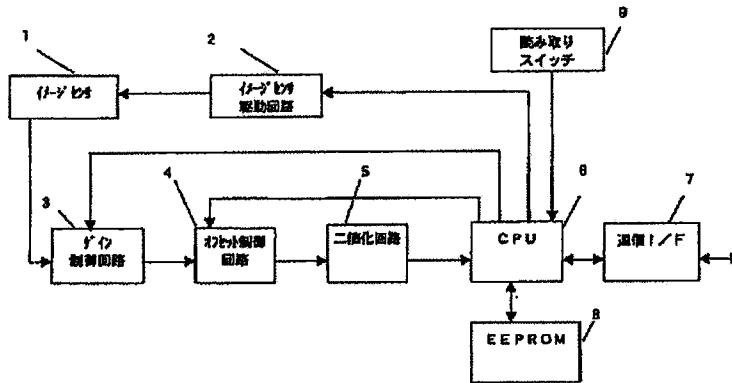 1
イメージセンサ
2
イメージセンサ
駆動回路
読み取り
スイッチ
9
3
ゲイン
制御回路
4
オフセット制御
回路
5
二値化回路
CPU
6
通信I/F
7
EEPROM
8